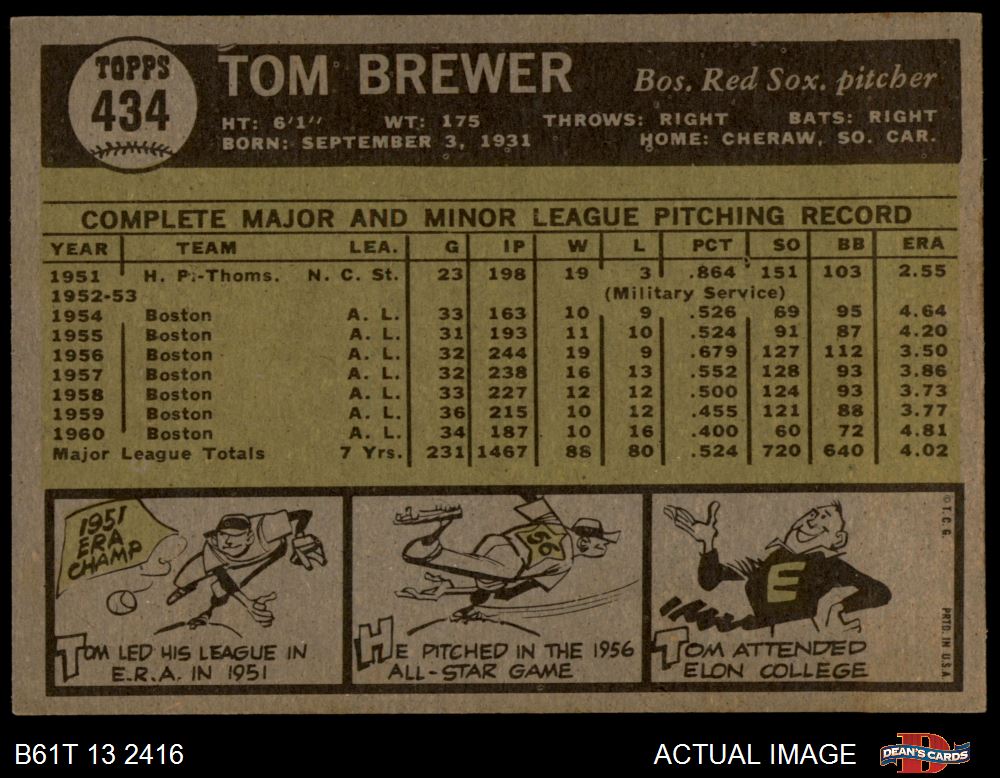 TOPPS
434
TOM BREWER
Bos. Red Sox. pitcher
HT: 6'1" WT: 175 THROWS: RIGHT BATS: RIGHT
BORN: SEPTEMBER 3, 1931 HOME: CHERAW, SO. CAR.
COMPLETE MAJOR AND MINOR LEAGUE PITCHING RECORD
YEAR TEAM LEA. G IP W L PCT SO BB ERA
1951 H. P.-Thoms. N. C. St. 23 198 19 3 .864 151 103 2.55
1952-53 (Military Service)
1954 Boston A. L. 33 163 10 9 .526 69 95 4.64
1955 Boston A. L. 31 193 11 10 .524 91 87 4.20
1956 Boston A. L. 32 244 19 9 .679 127 112 3.50
1957 Boston A. L. 32 238 16 13 .552 128 93 3.86
1958 Boston A. L. 33 227 12 12 .500 124 93 3.73
1959 Boston A. L. 36 215 10 12 .455 121 88 3.77
1960 Boston A. L. 34 187 10 16 .400 60 72 4.81
Major League Totals 7 Yrs. 231 1467 88 80 .524 720 640 4.02
1951
ERA
CHAMP
TOM LED HIS LEAGUE IN
E.R.A. IN 1951
56
HE PITCHED IN THE 1956
ALL-STAR GAME
E
TOM ATTENDED
ELON COLLEGE
© T. C. G.
PRTD. IN U.S.A.
B61T 13 2416
ACTUAL IMAGE
D
DEAN'S CARDS